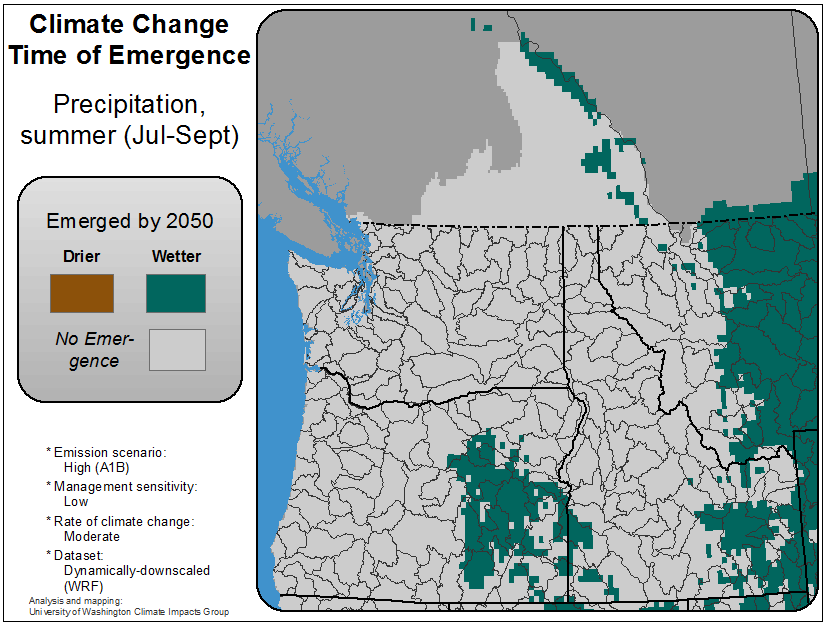 Climate Change
Time of Emergence
Precipitation,
summer (Jul-Sept)
Emerged by 2050
Drier Wetter
No Emer-
gence
* Emission scenario:
High (A1B)
* Management sensitivity:
Low
* Rate of climate change:
Moderate
* Dataset:
Dynamically-downscaled
(WRF)
Analysis and mapping:
University of Washington Climate Impacts Group